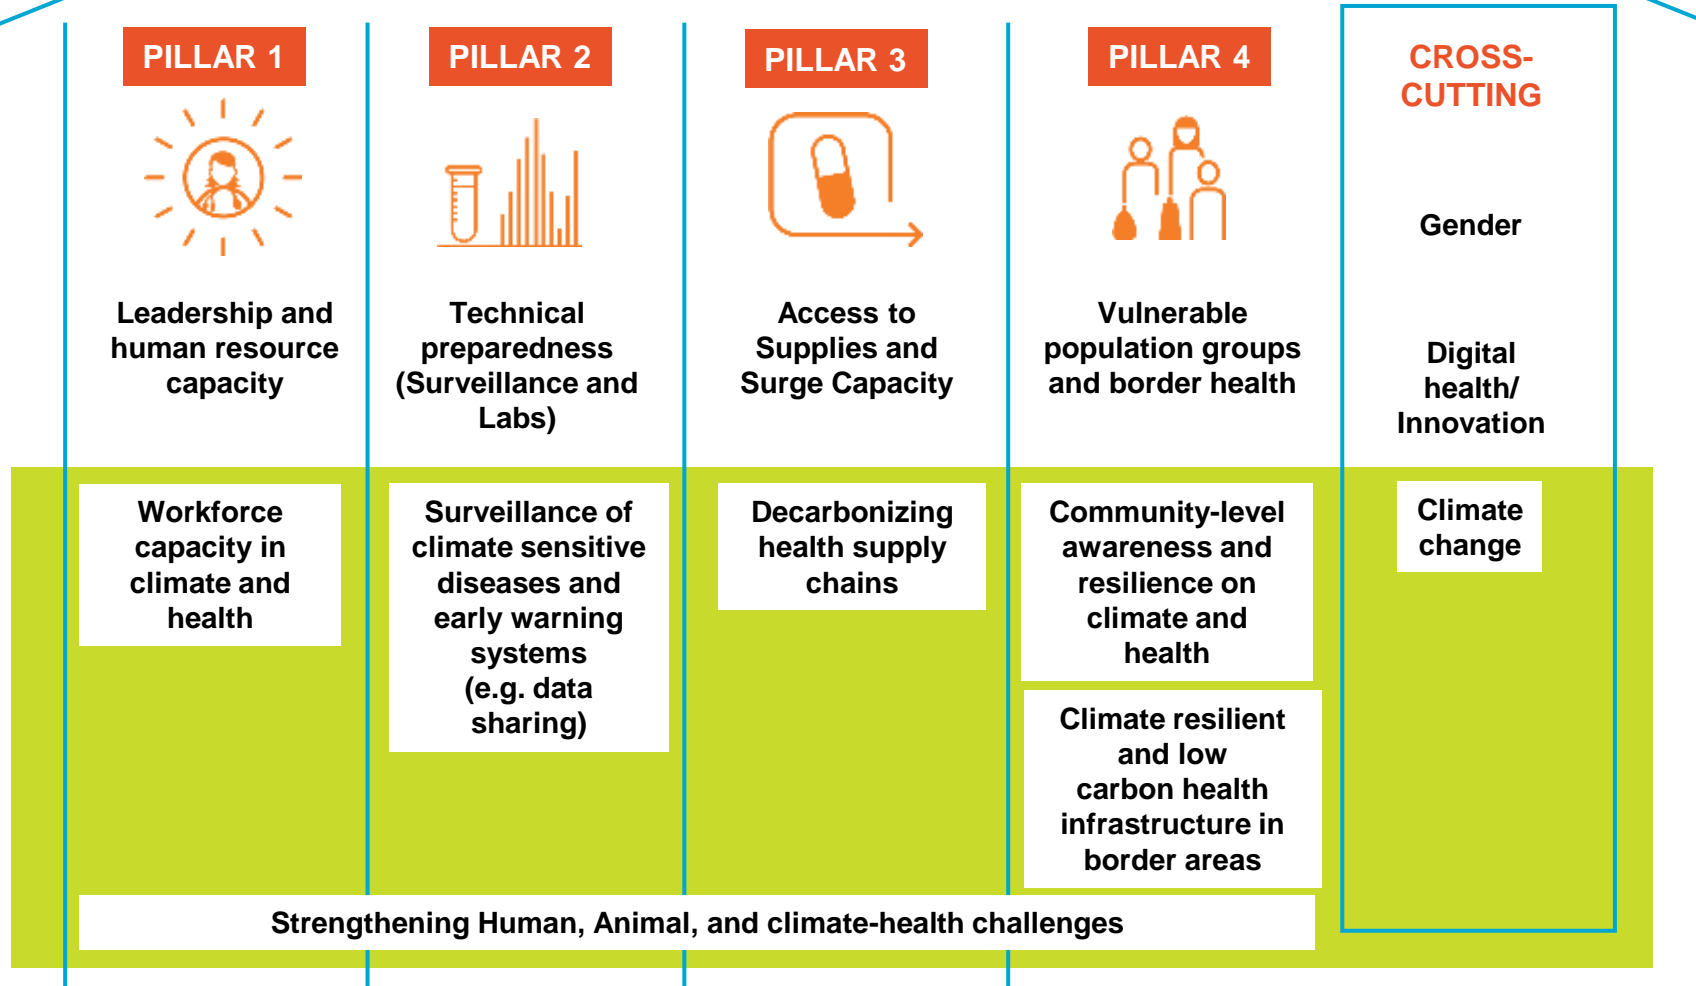 PILLAR 1
Leadership and
human resource
capacity
Workforce
capacity in
climate and
health
PILLAR 2
Technical
preparedness
(Surveillance and
Labs)
Surveillance of
climate sensitive
diseases and
early warning
systems
(e.g. data
sharing)
PILLAR 3
Access to
Supplies and
Surge Capacity
Decarbonizing
health supply
chains
PILLAR 4
Vulnerable
population groups
and border health
Community-level
awareness and
resilience on
climate and
health
Climate resilient
and low
carbon health
infrastructure in
border areas
CROSS-
CUTTING
Gender
Digital
health/
Innovation
Climate
change
Strengthening Human, Animal, and climate-health challenges